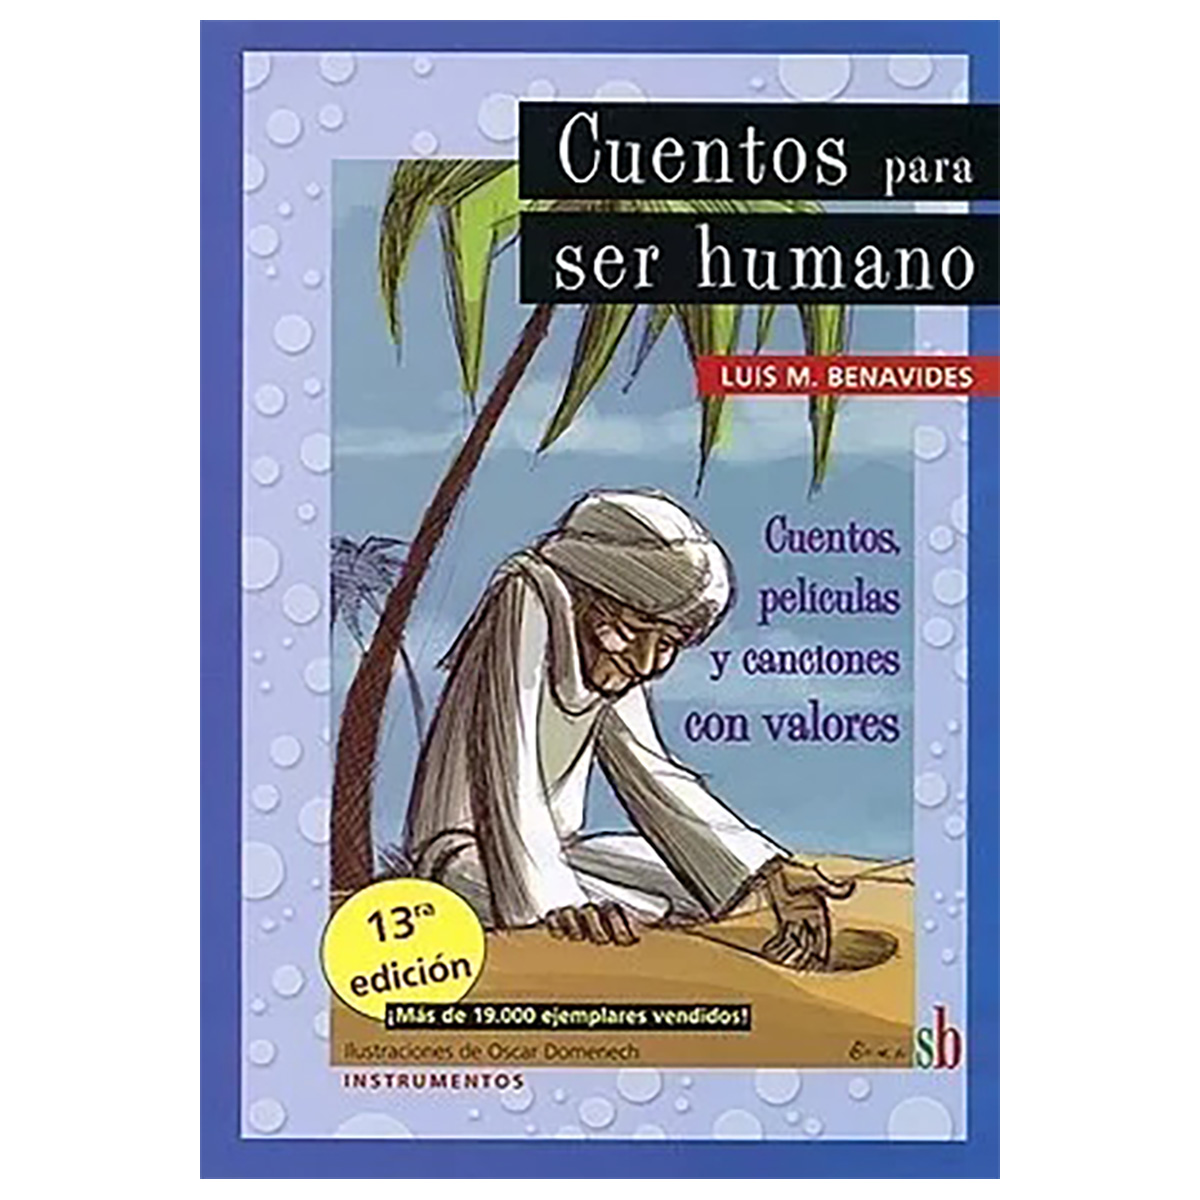 Cuentos para
ser humano
LUIS M. BENAVIDES
Cuentos,
películas
y canciones
con valores
13ra
edición
¡Más de 19.000 ejemplares vendidos!
Ilustraciones de Oscar Domenech
sb
INSTRUMENTOS